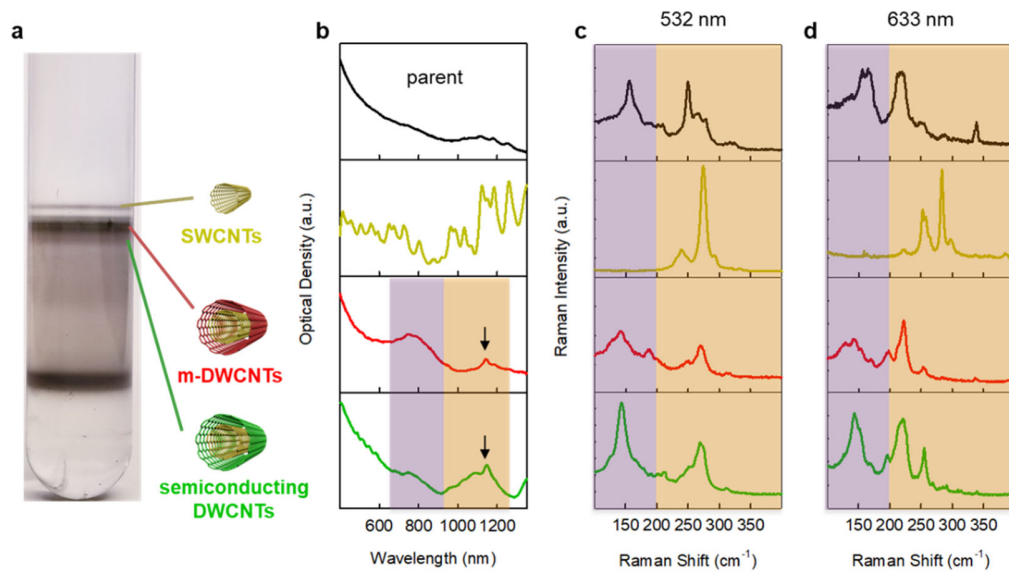 a
SWCNTs
m-DWCNTs
semiconducting
DWCNTs
b
parent
Optical Density (a.u.)
600
800
1000
1200
Wavelength (nm)
c
532 nm
Raman Intensity (a.u.)
150
200
250
300
350
Raman Shift (cm⁻¹)
d
633 nm
150
200
250
300
350
Raman Shift (cm⁻¹)